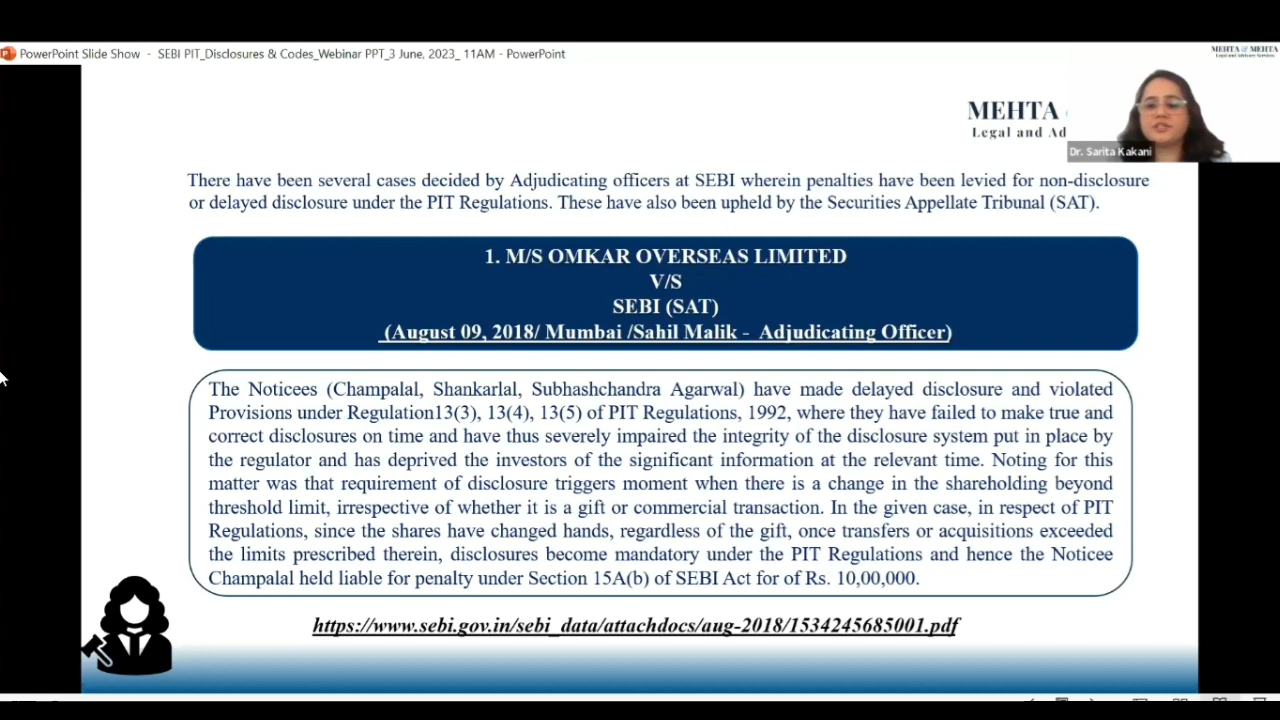 PowerPoint Slide Show - SEBI PIT_Disclosures & Codes_Webinar PPT_3 June, 2023_ 11AM - PowerPoint
MEHTA & MEHTA
Legal and Advisory Services
MEHTA
Legal and Ad
Dr. Sarita Kakani
There have been several cases decided by Adjudicating officers at SEBI wherein penalties have been levied for non-disclosure
or delayed disclosure under the PIT Regulations. These have also been upheld by the Securities Appellate Tribunal (SAT).
1. M/S OMKAR OVERSEAS LIMITED
V/S
SEBI (SAT)
(August 09, 2018/ Mumbai /Sahil Malik - Adjudicating Officer)
The Noticees (Champalal, Shankarlal, Subhashchandra Agarwal) have made delayed disclosure and violated
Provisions under Regulation13(3), 13(4), 13(5) of PIT Regulations, 1992, where they have failed to make true and
correct disclosures on time and have thus severely impaired the integrity of the disclosure system put in place by
the regulator and has deprived the investors of the significant information at the relevant time. Noting for this
matter was that requirement of disclosure triggers moment when there is a change in the shareholding beyond
threshold limit, irrespective of whether it is a gift or commercial transaction. In the given case, in respect of PIT
Regulations, since the shares have changed hands, regardless of the gift, once transfers or acquisitions exceeded
the limits prescribed therein, disclosures become mandatory under the PIT Regulations and hence the Noticee
Champalal held liable for penalty under Section 15A(b) of SEBI Act for of Rs. 10,00,000.
https://www.sebi.gov.in/sebi_data/attachdocs/aug-2018/1534245685001.pdf